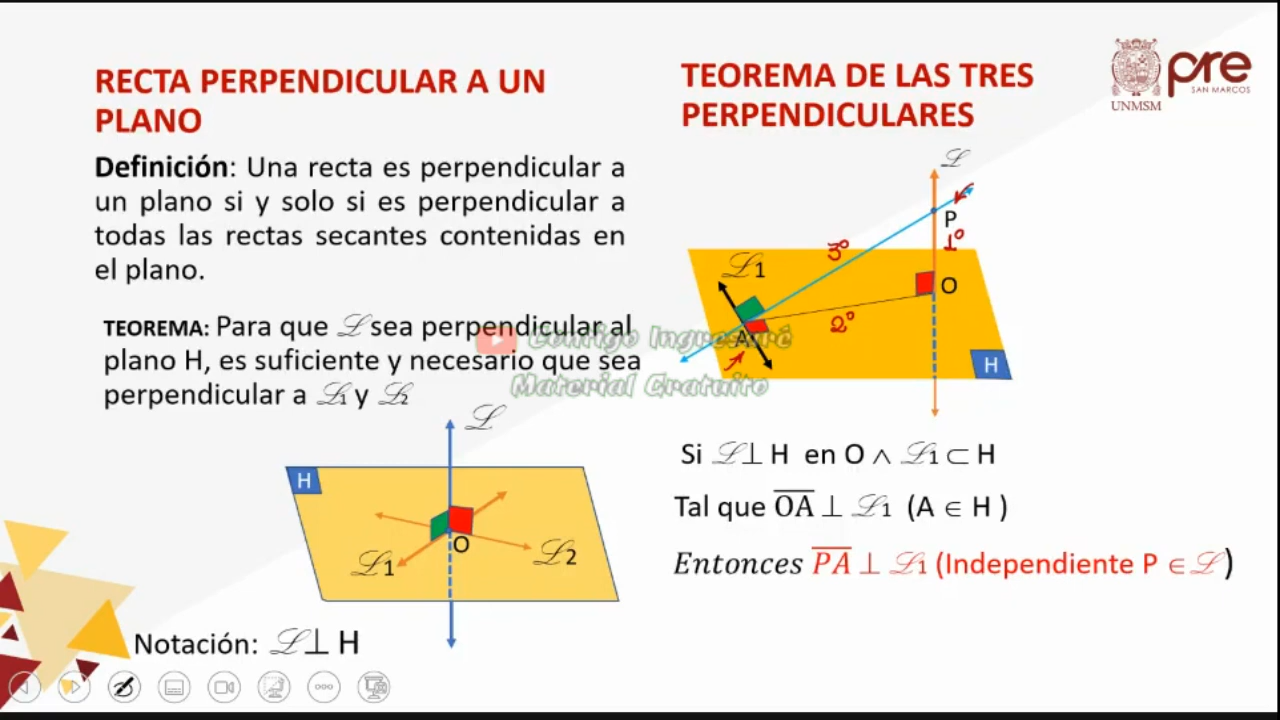 RECTA PERPENDICULAR A UN
PLANO
Definición: Una recta es perpendicular a
un plano si y solo si es perpendicular a
todas las rectas secantes contenidas en
el plano.
TEOREMA: Para que ℒ sea perpendicular al
plano H, es suficiente y necesario que sea
perpendicular a ℒ1 y ℒ2
ℒ
H
O
ℒ1
ℒ2
Notación: ℒ⊥ H
TEOREMA DE LAS TRES
PERPENDICULARES
UNMSM
pre
SAN MARCOS
ℒ
P
1°
3°
ℒ1
O
2°
A
H
Contigo Ingresaré
Material Gratuito
Si ℒ⊥ H en O ∧ ℒ1 ⊂ H
Tal que O̅A̅ ⊥ ℒ1 (A ∈ H )
Entonces P̅A̅ ⊥ ℒ1 (Independiente P ∈ ℒ)